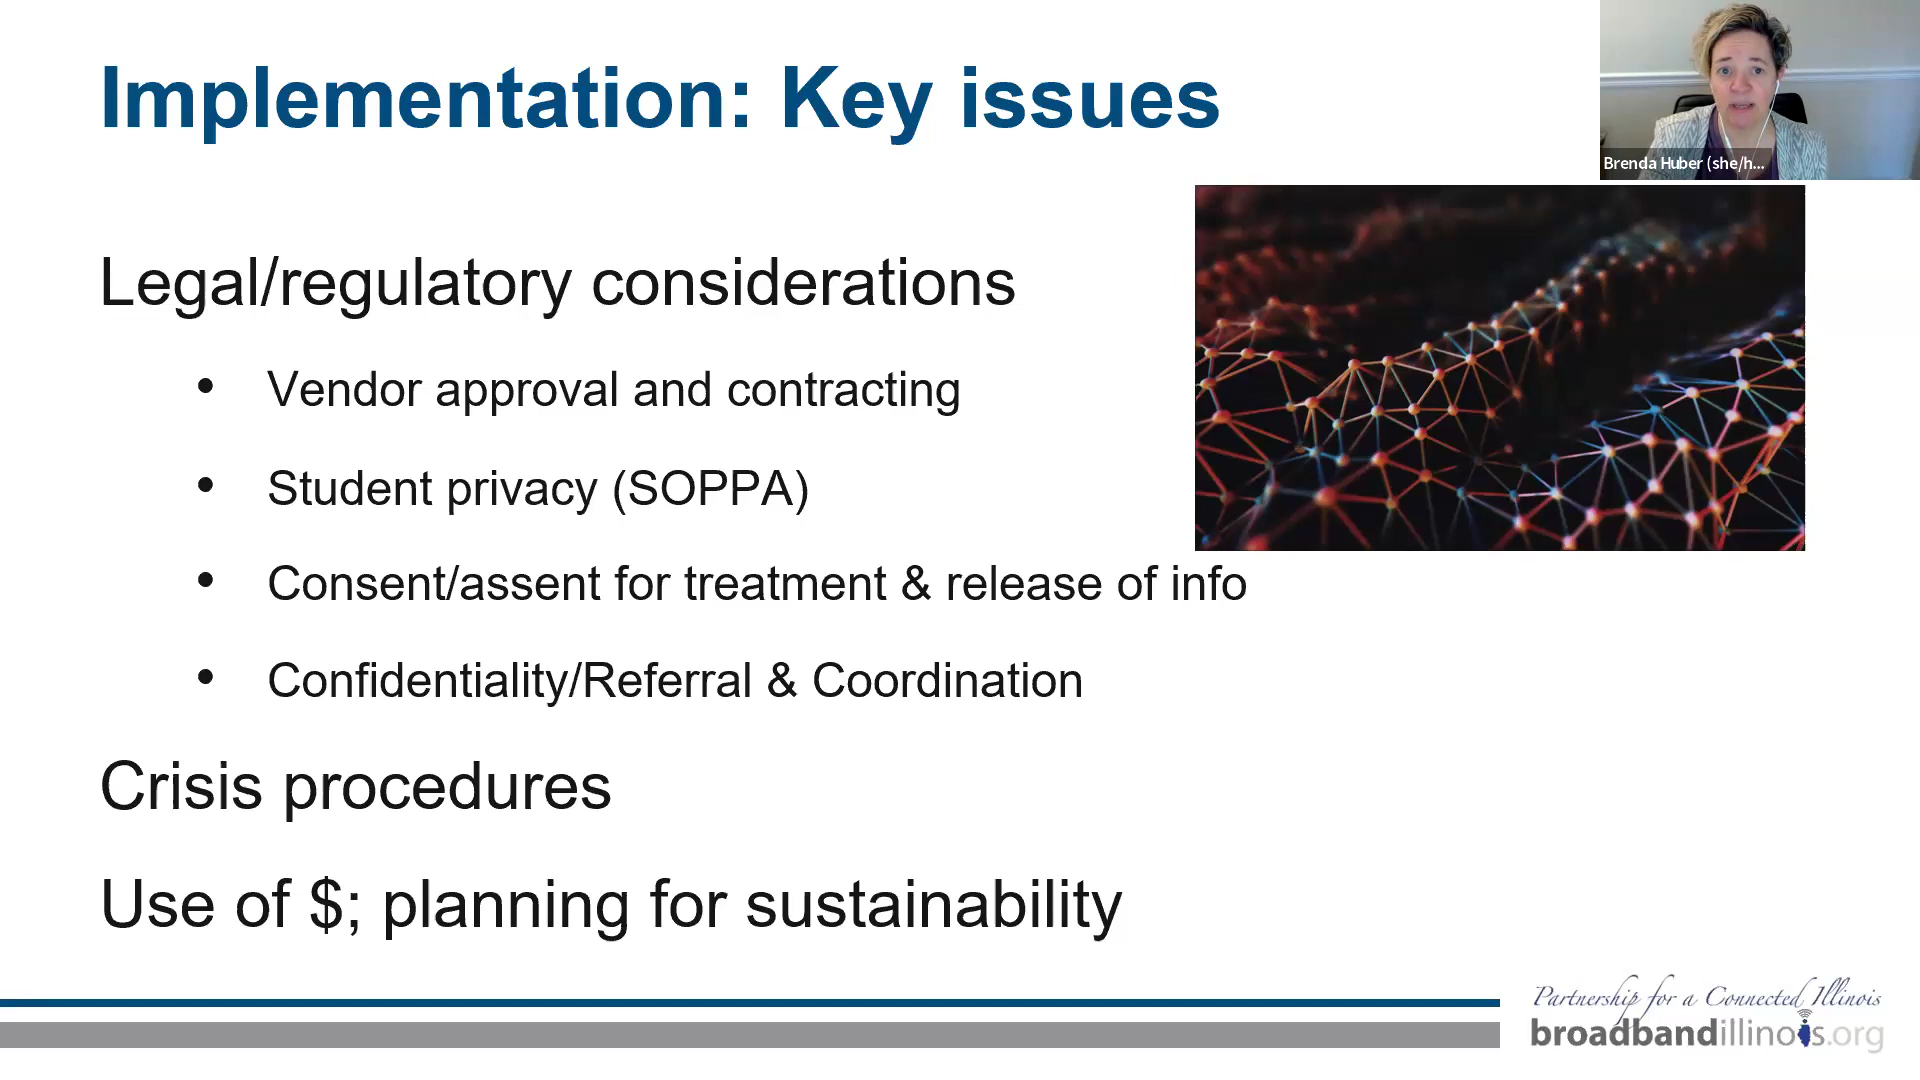 Implementation: Key issues
Brenda Huber (she/h...
Legal/regulatory considerations
• Vendor approval and contracting
• Student privacy (SOPPA)
• Consent/assent for treatment & release of info
• Confidentiality/Referral & Coordination
Crisis procedures
Use of $; planning for sustainability
Partnership for a Connected Illinois
broadbandillinois.org